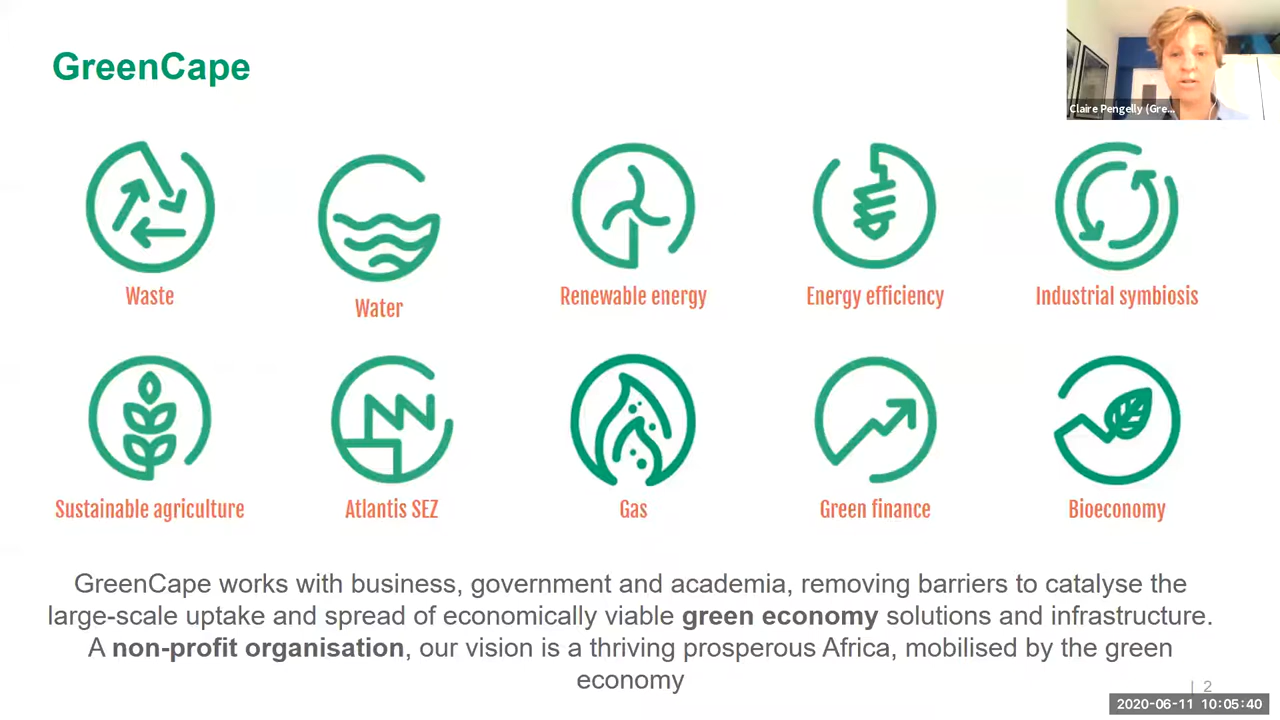 GreenCape
Claire Pengelly (Gre...
Waste
Water
Renewable energy
Energy efficiency
Industrial symbiosis
Sustainable agriculture
Atlantis SEZ
Gas
Green finance
Bioeconomy
GreenCape works with business, government and academia, removing barriers to catalyse the
large-scale uptake and spread of economically viable green economy solutions and infrastructure.
A non-profit organisation, our vision is a thriving prosperous Africa, mobilised by the green
economy
| 2
2020-06-11 10:05:40